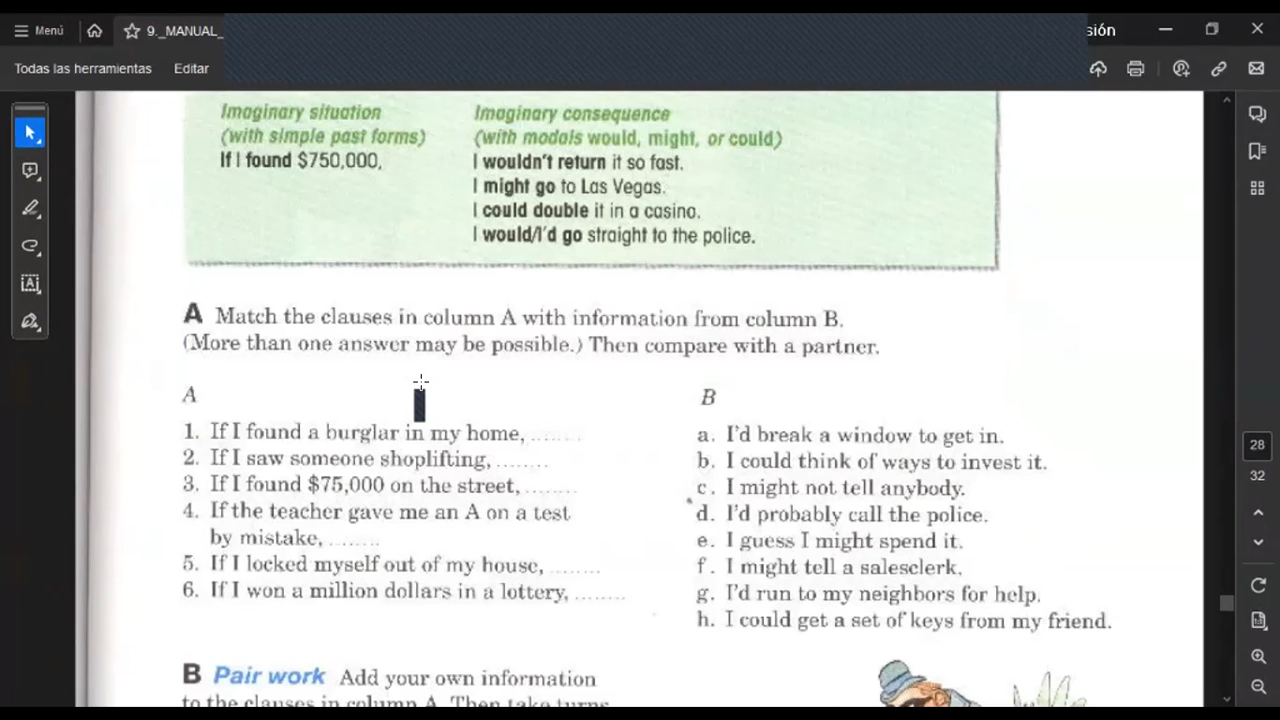 Menú
9._MANUAL_
sión
Todas las herramientas
Editar
Imaginary situation
(with simple past forms)
If I found $750,000,
Imaginary consequence
(with modals would, might, or could)
I wouldn't return it so fast.
I might go to Las Vegas.
I could double it in a casino.
I would/I'd go straight to the police.
A Match the clauses in column A with information from column B.
(More than one answer may be possible.) Then compare with a partner.
A
1. If I found a burglar in my home, ........
2. If I saw someone shoplifting, ........
3. If I found $75,000 on the street, ........
4. If the teacher gave me an A on a test
by mistake, ........
5. If I locked myself out of my house, ........
6. If I won a million dollars in a lottery, ........
B
a. I'd break a window to get in.
b. I could think of ways to invest it.
c. I might not tell anybody.
d. I'd probably call the police.
e. I guess I might spend it.
f. I might tell a salesclerk.
g. I'd run to my neighbors for help.
h. I could get a set of keys from my friend.
B Pair work Add your own information
to the clauses in column A. Then take turns
28
32